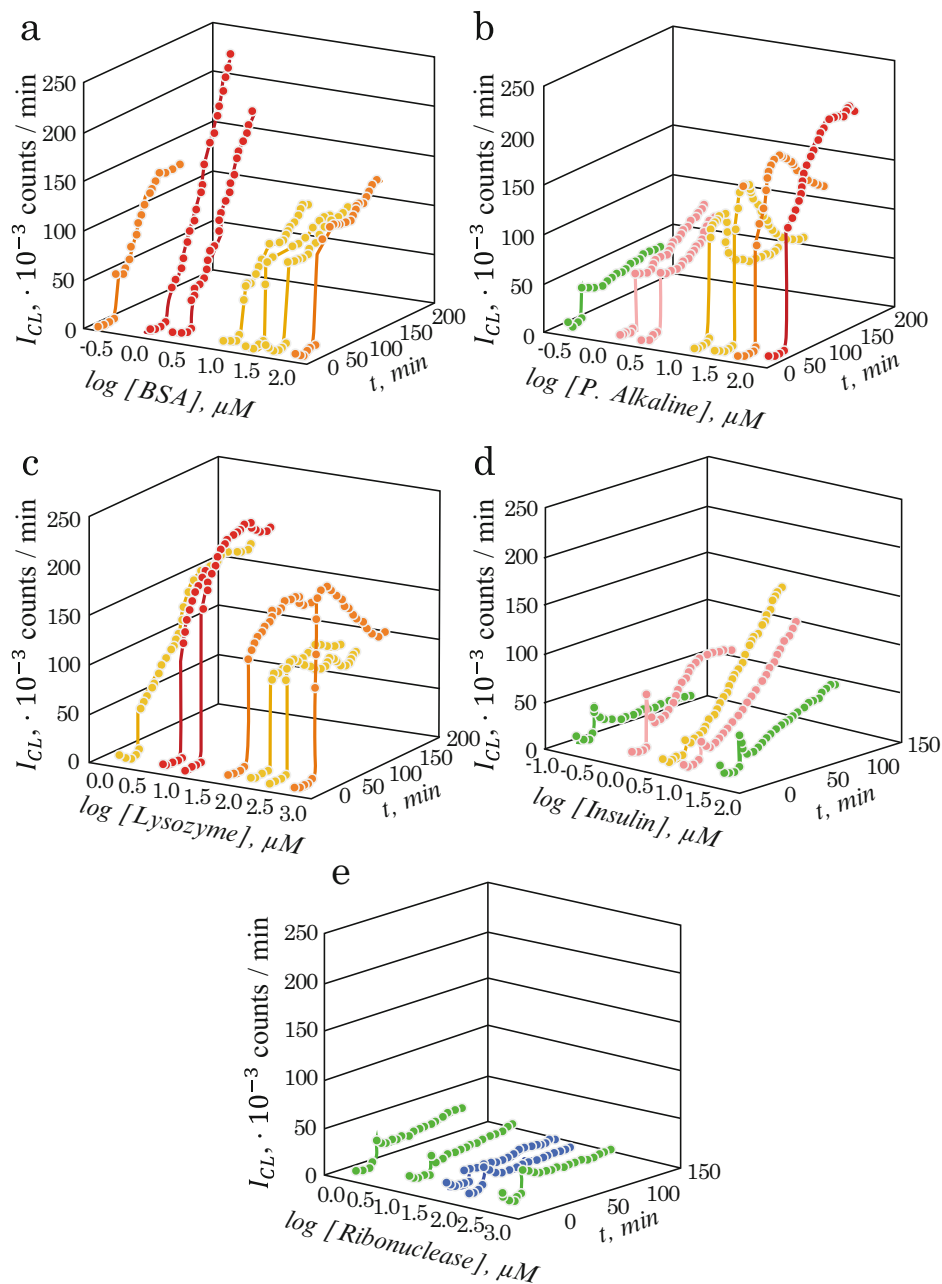 a
I_CL, · 10⁻³ counts / min
250
200
150
100
50
0
-0.5 0.0 0.5 1.0 1.5 2.0
log [BSA], μM
0 50 100 150 200
t, min
b
I_CL, · 10⁻³ counts / min
250
200
150
100
50
0
-0.5 0.0 0.5 1.0 1.5 2.0
log [P. Alkaline], μM
0 50 100 150 200
t, min
c
I_CL, · 10⁻³ counts / min
250
200
150
100
50
0
0.0 0.5 1.0 1.5 2.0 2.5 3.0
log [Lysozyme], μM
0 50 100 150 200
t, min
d
I_CL, · 10⁻³ counts / min
250
200
150
100
50
0
-1.0 -0.5 0.0 0.5 1.0 1.5 2.0
log [Insulin], μM
0 50 100 150
t, min
e
I_CL, · 10⁻³ counts / min
250
200
150
100
50
0
0.0 0.5 1.0 1.5 2.0 2.5 3.0
log [Ribonuclease], μM
0 50 100 150
t, min